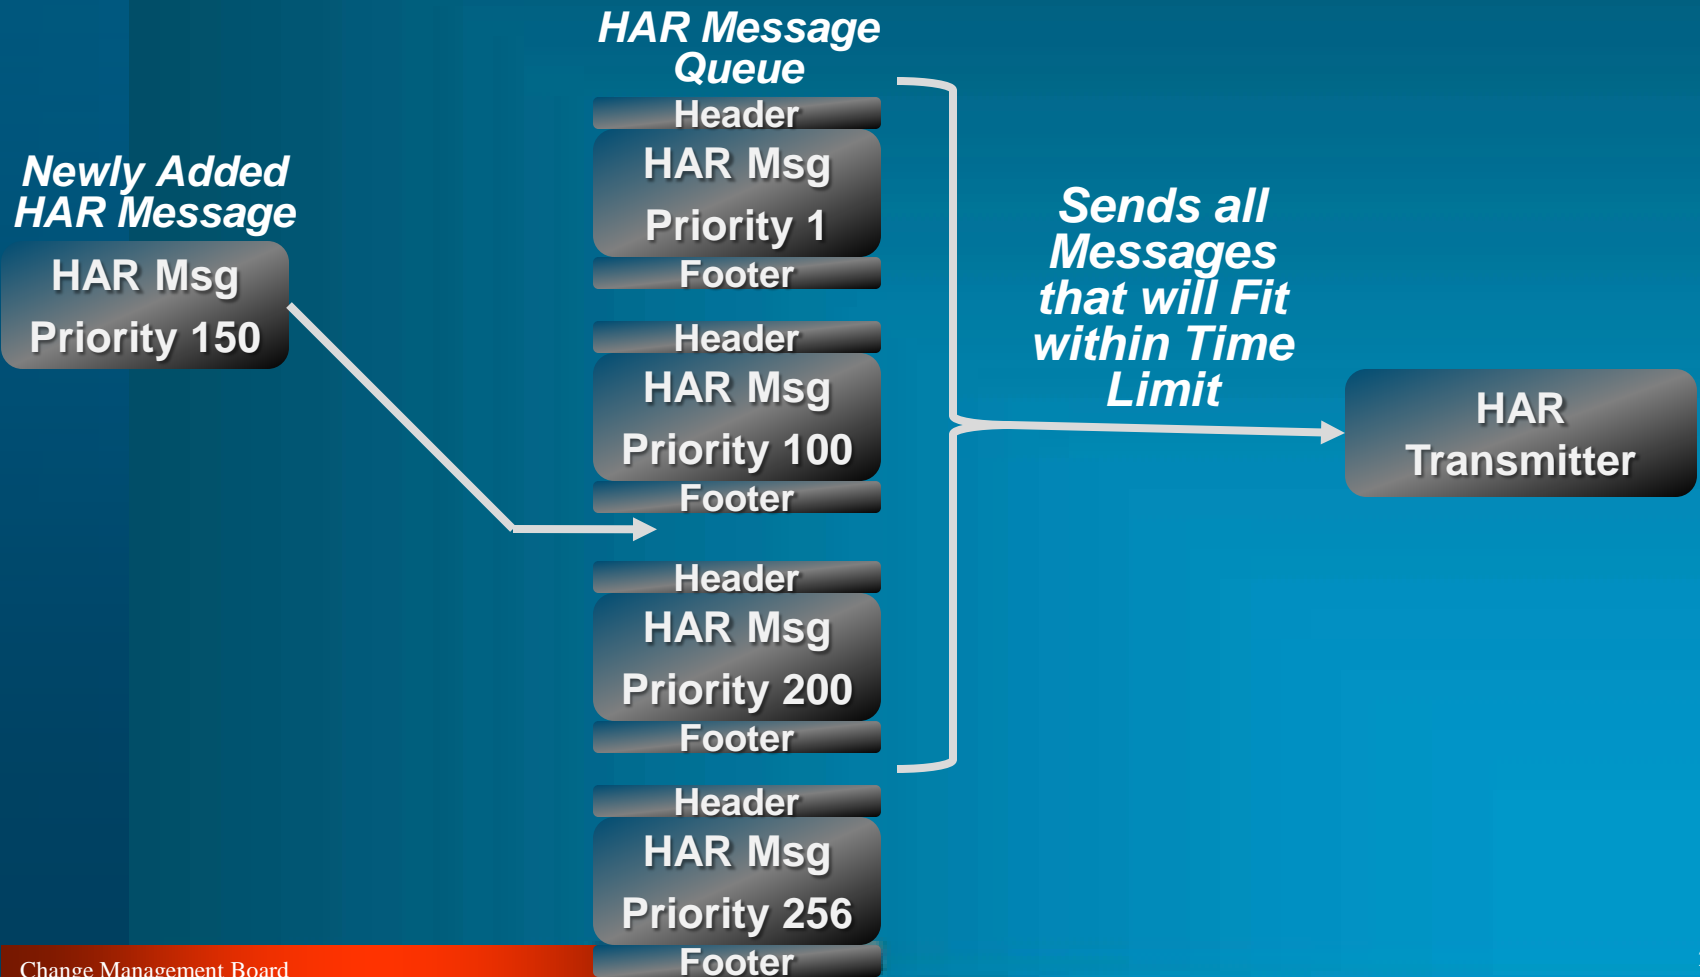 HAR Message
Queue
Header
HAR Msg
Priority 1
Footer
Newly Added
HAR Message
HAR Msg
Priority 150
Header
HAR Msg
Priority 100
Footer
Sends all
Messages
that will Fit
within Time
Limit
HAR
Transmitter
Header
HAR Msg
Priority 200
Footer
Header
HAR Msg
Priority 256
Footer
Change Management Board